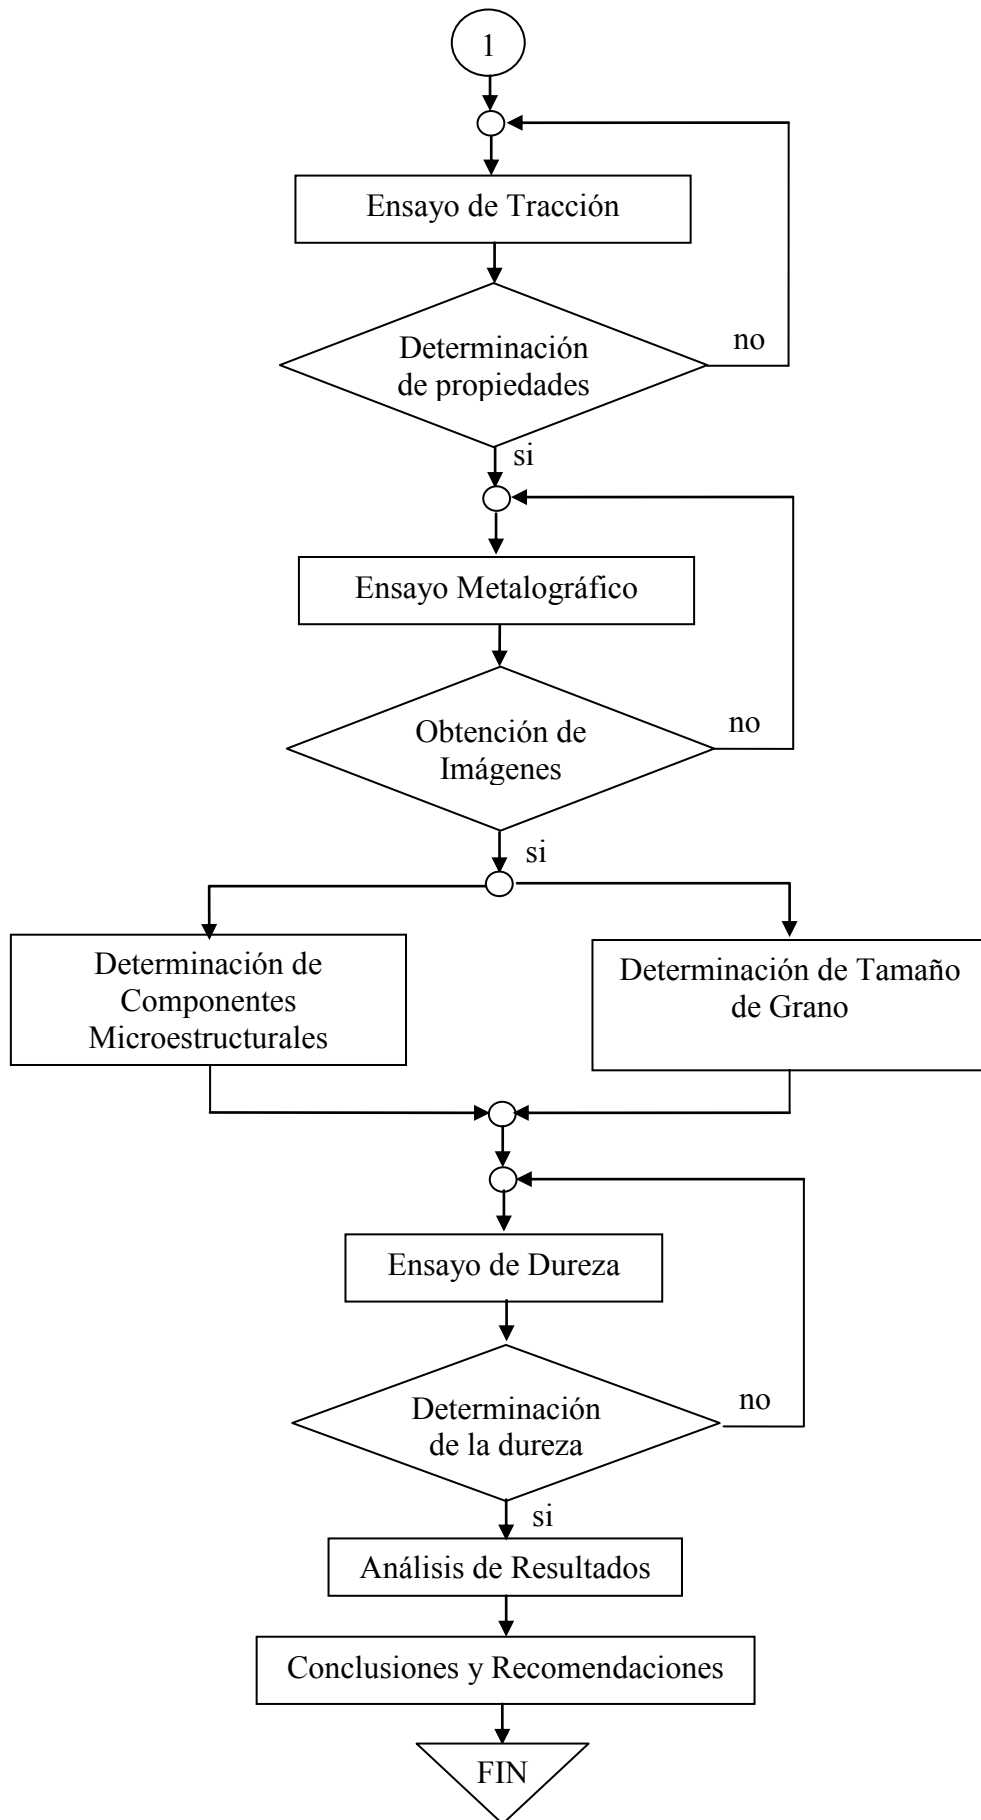 1
Ensayo de Tracción
Determinación
de propiedades
no
si
Ensayo Metalográfico
Obtención de
Imágenes
no
si
Determinación de
Componentes
Microestructurales
Determinación de Tamaño
de Grano
Ensayo de Dureza
Determinación
de la dureza
no
si
Análisis de Resultados
Conclusiones y Recomendaciones
FIN